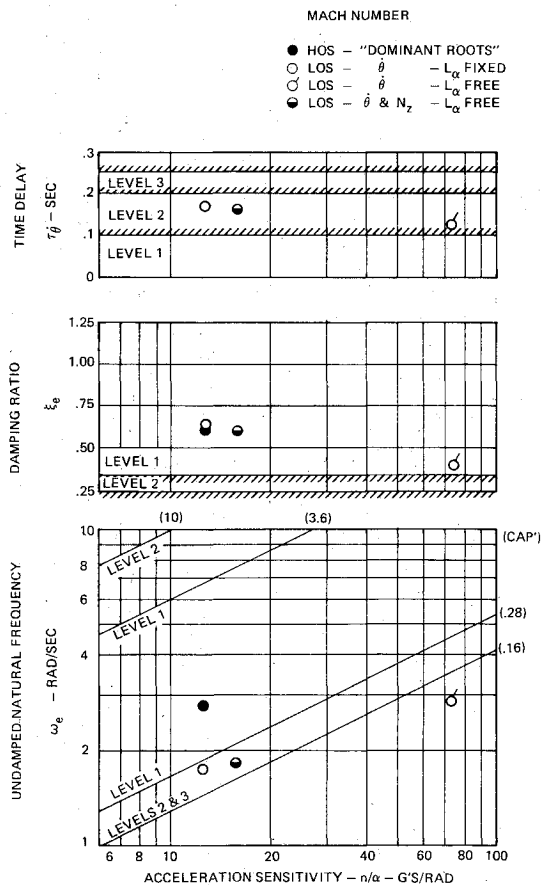 MACH NUMBER
● HOS – "DOMINANT ROOTS"
○ LOS – θ̇ – Lα FIXED
LOS – θ̇ – Lα FREE
◒ LOS – θ̇ & Nz – Lα FREE
TIME DELAY
τθ̇ – SEC
.3
.2
.1
0
LEVEL 3
LEVEL 2
LEVEL 1
DAMPING RATIO
ξe
1.25
1.00
.75
.50
.25
LEVEL 1
LEVEL 2
UNDAMPED NATURAL FREQUENCY
ωe – RAD/SEC
(10)
(3.6)
(CAP')
(.28)
(.16)
10
8
6
4
2
1
LEVEL 2
LEVEL 1
LEVEL 1
LEVELS 2 & 3
6 8 10 20 40 60 80 100
ACCELERATION SENSITIVITY – n/α – G'S/RAD